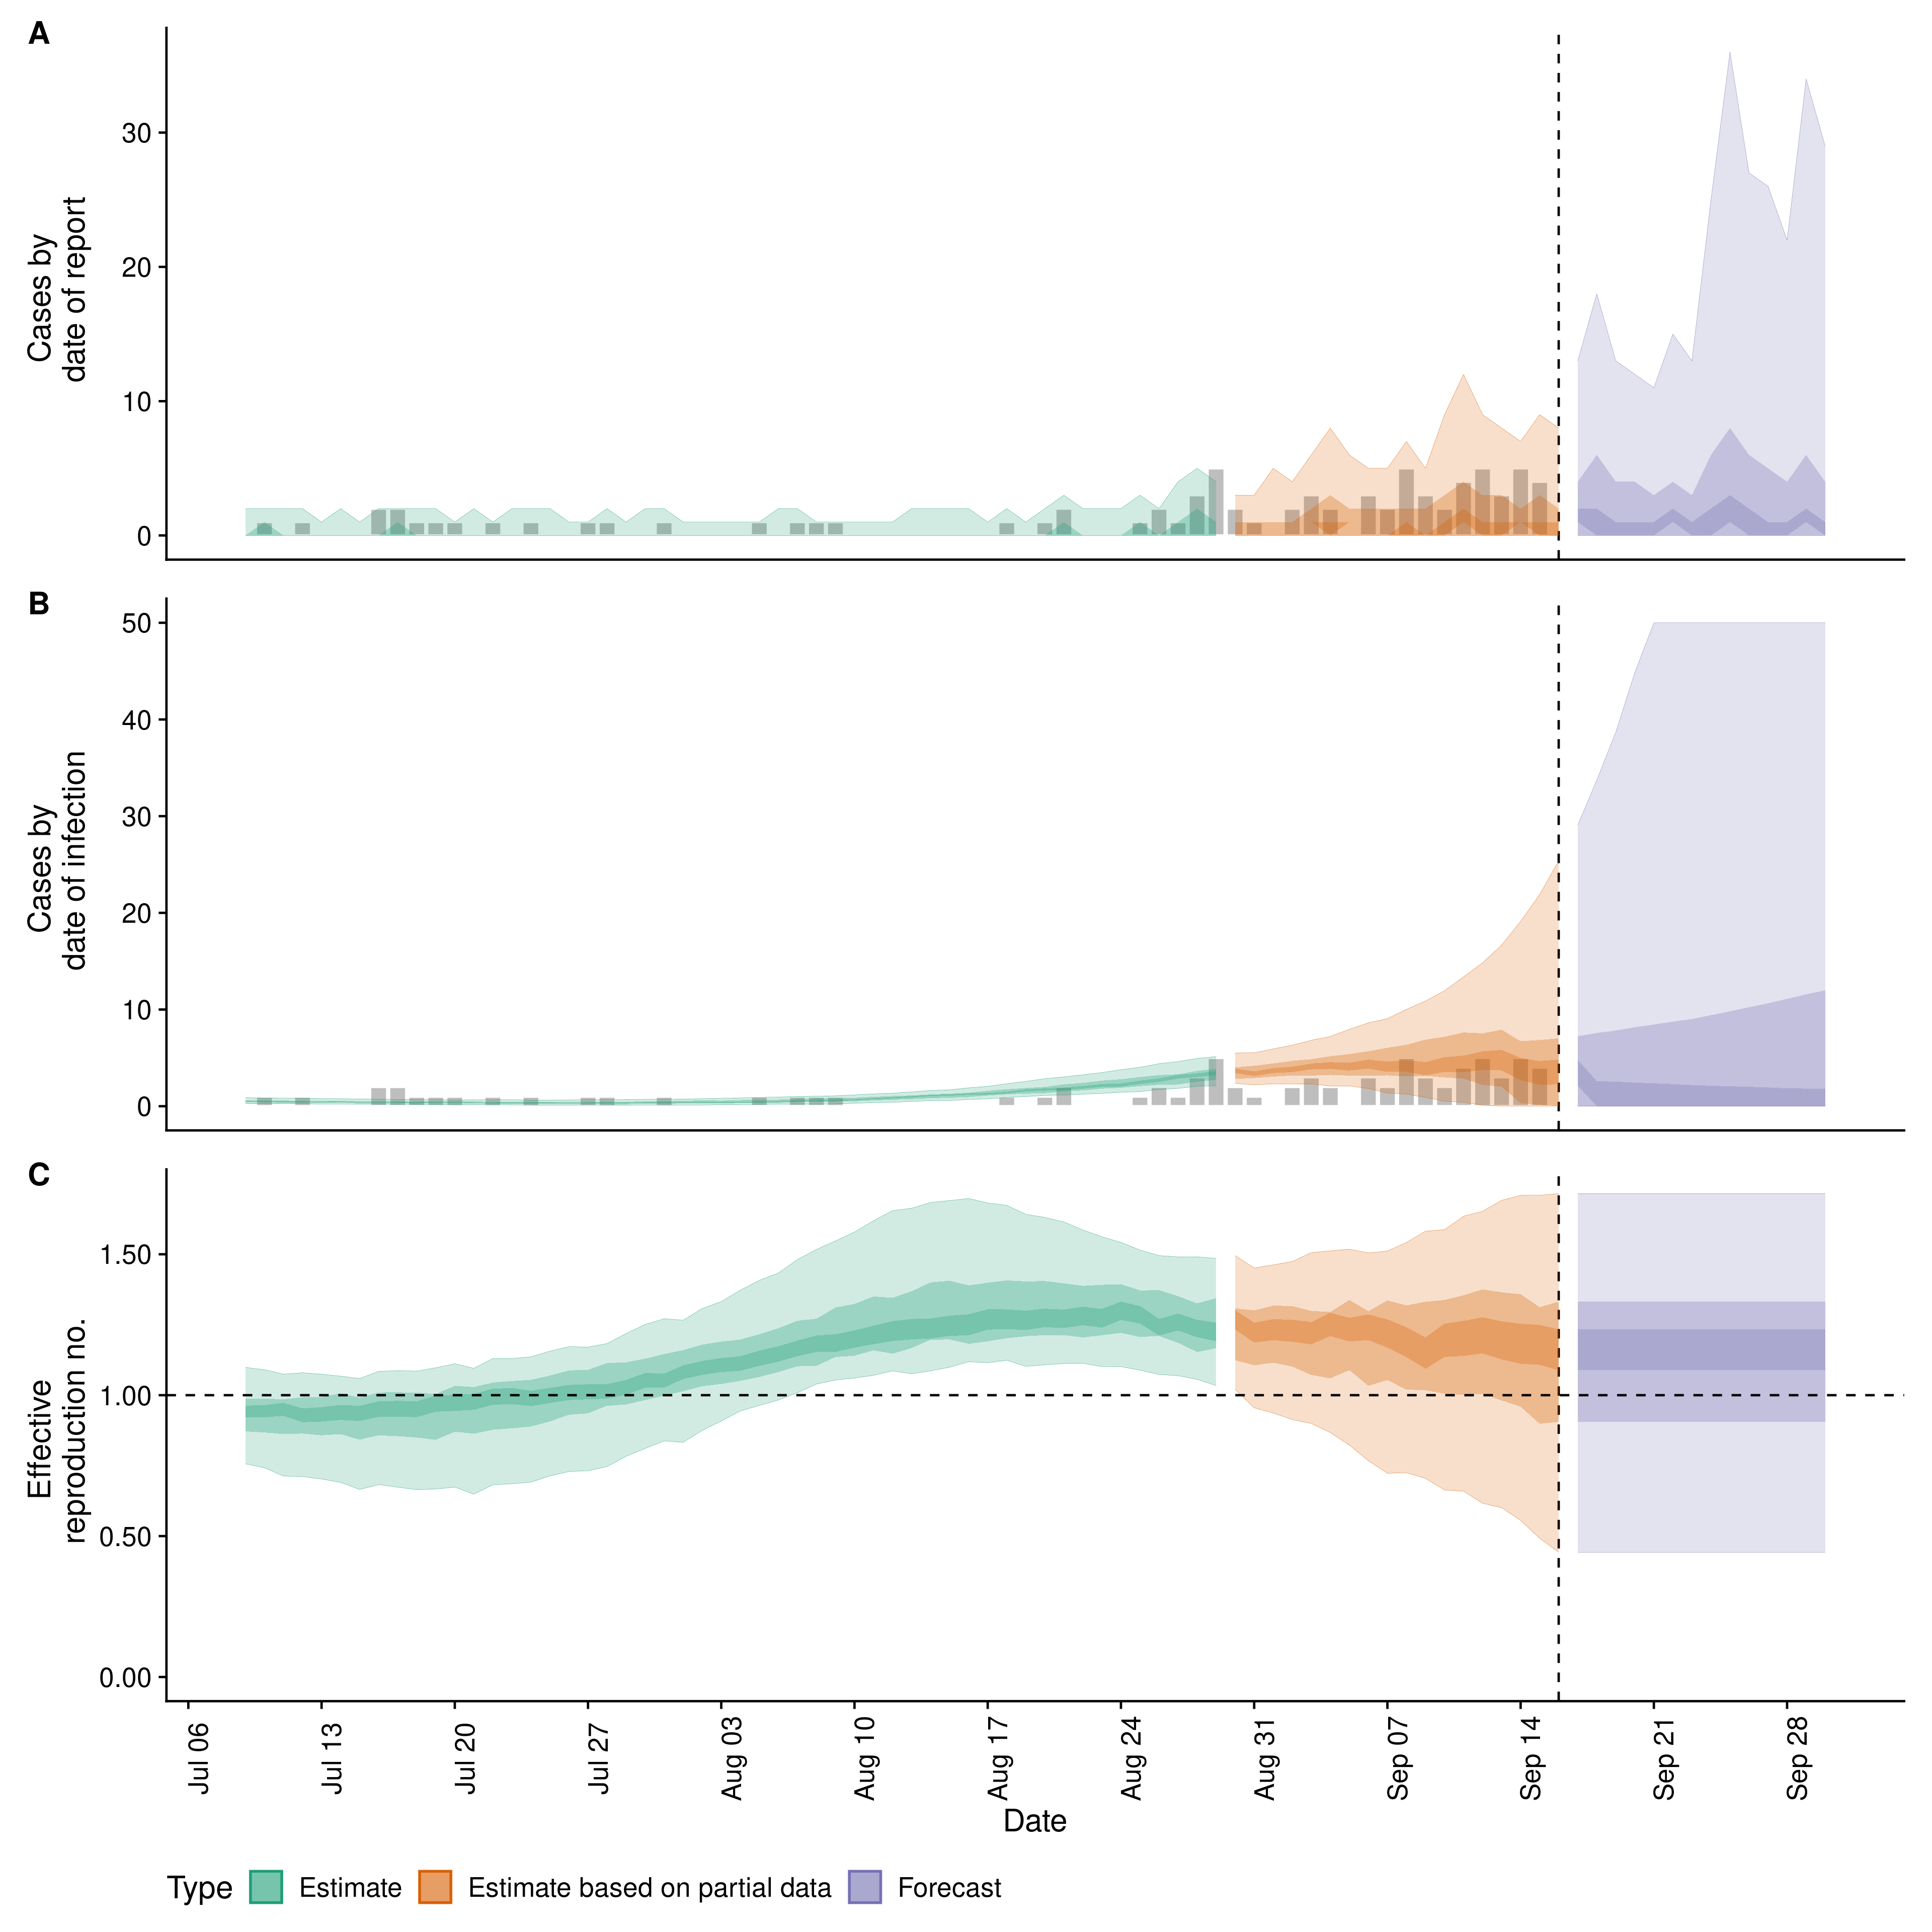 A
Cases by
date of report
30
20
10
0
B
Cases by
date of infection
50
40
30
20
10
0
C
Effective
reproduction no.
1.50
1.00
0.50
0.00
Jul 06
Jul 13
Jul 20
Jul 27
Aug 03
Aug 10
Aug 17
Aug 24
Aug 31
Sep 07
Sep 14
Sep 21
Sep 28
Date
Type Estimate Estimate based on partial data Forecast